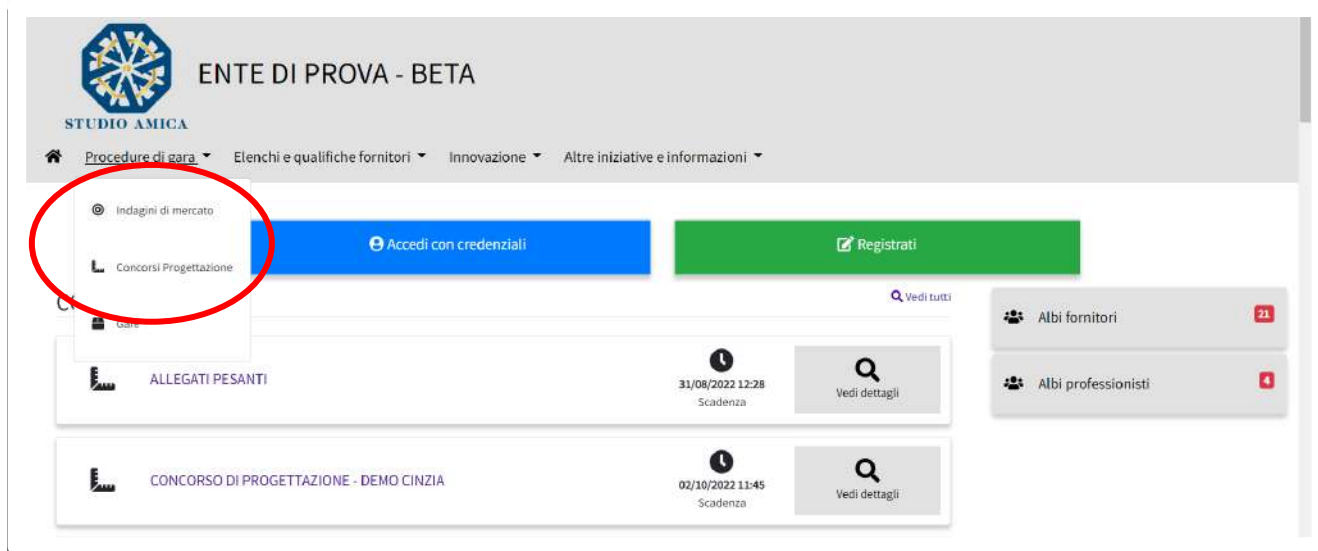 ENTE DI PROVA - BETA
STUDIO AMICA
Procedure di gara Elenchi e qualifiche fornitori Innovazione Altre iniziative e informazioni
Indagini di mercato
Concorsi Progettazione
Gare
Accedi con credenziali
Registrati
Vedi tutti
ALLEGATI PESANTI
31/08/2022 12:28
Scadenza
Vedi dettagli
CONCORSO DI PROGETTAZIONE - DEMO CINZIA
02/10/2022 11:45
Scadenza
Vedi dettagli
Albi fornitori 21
Albi professionisti 4